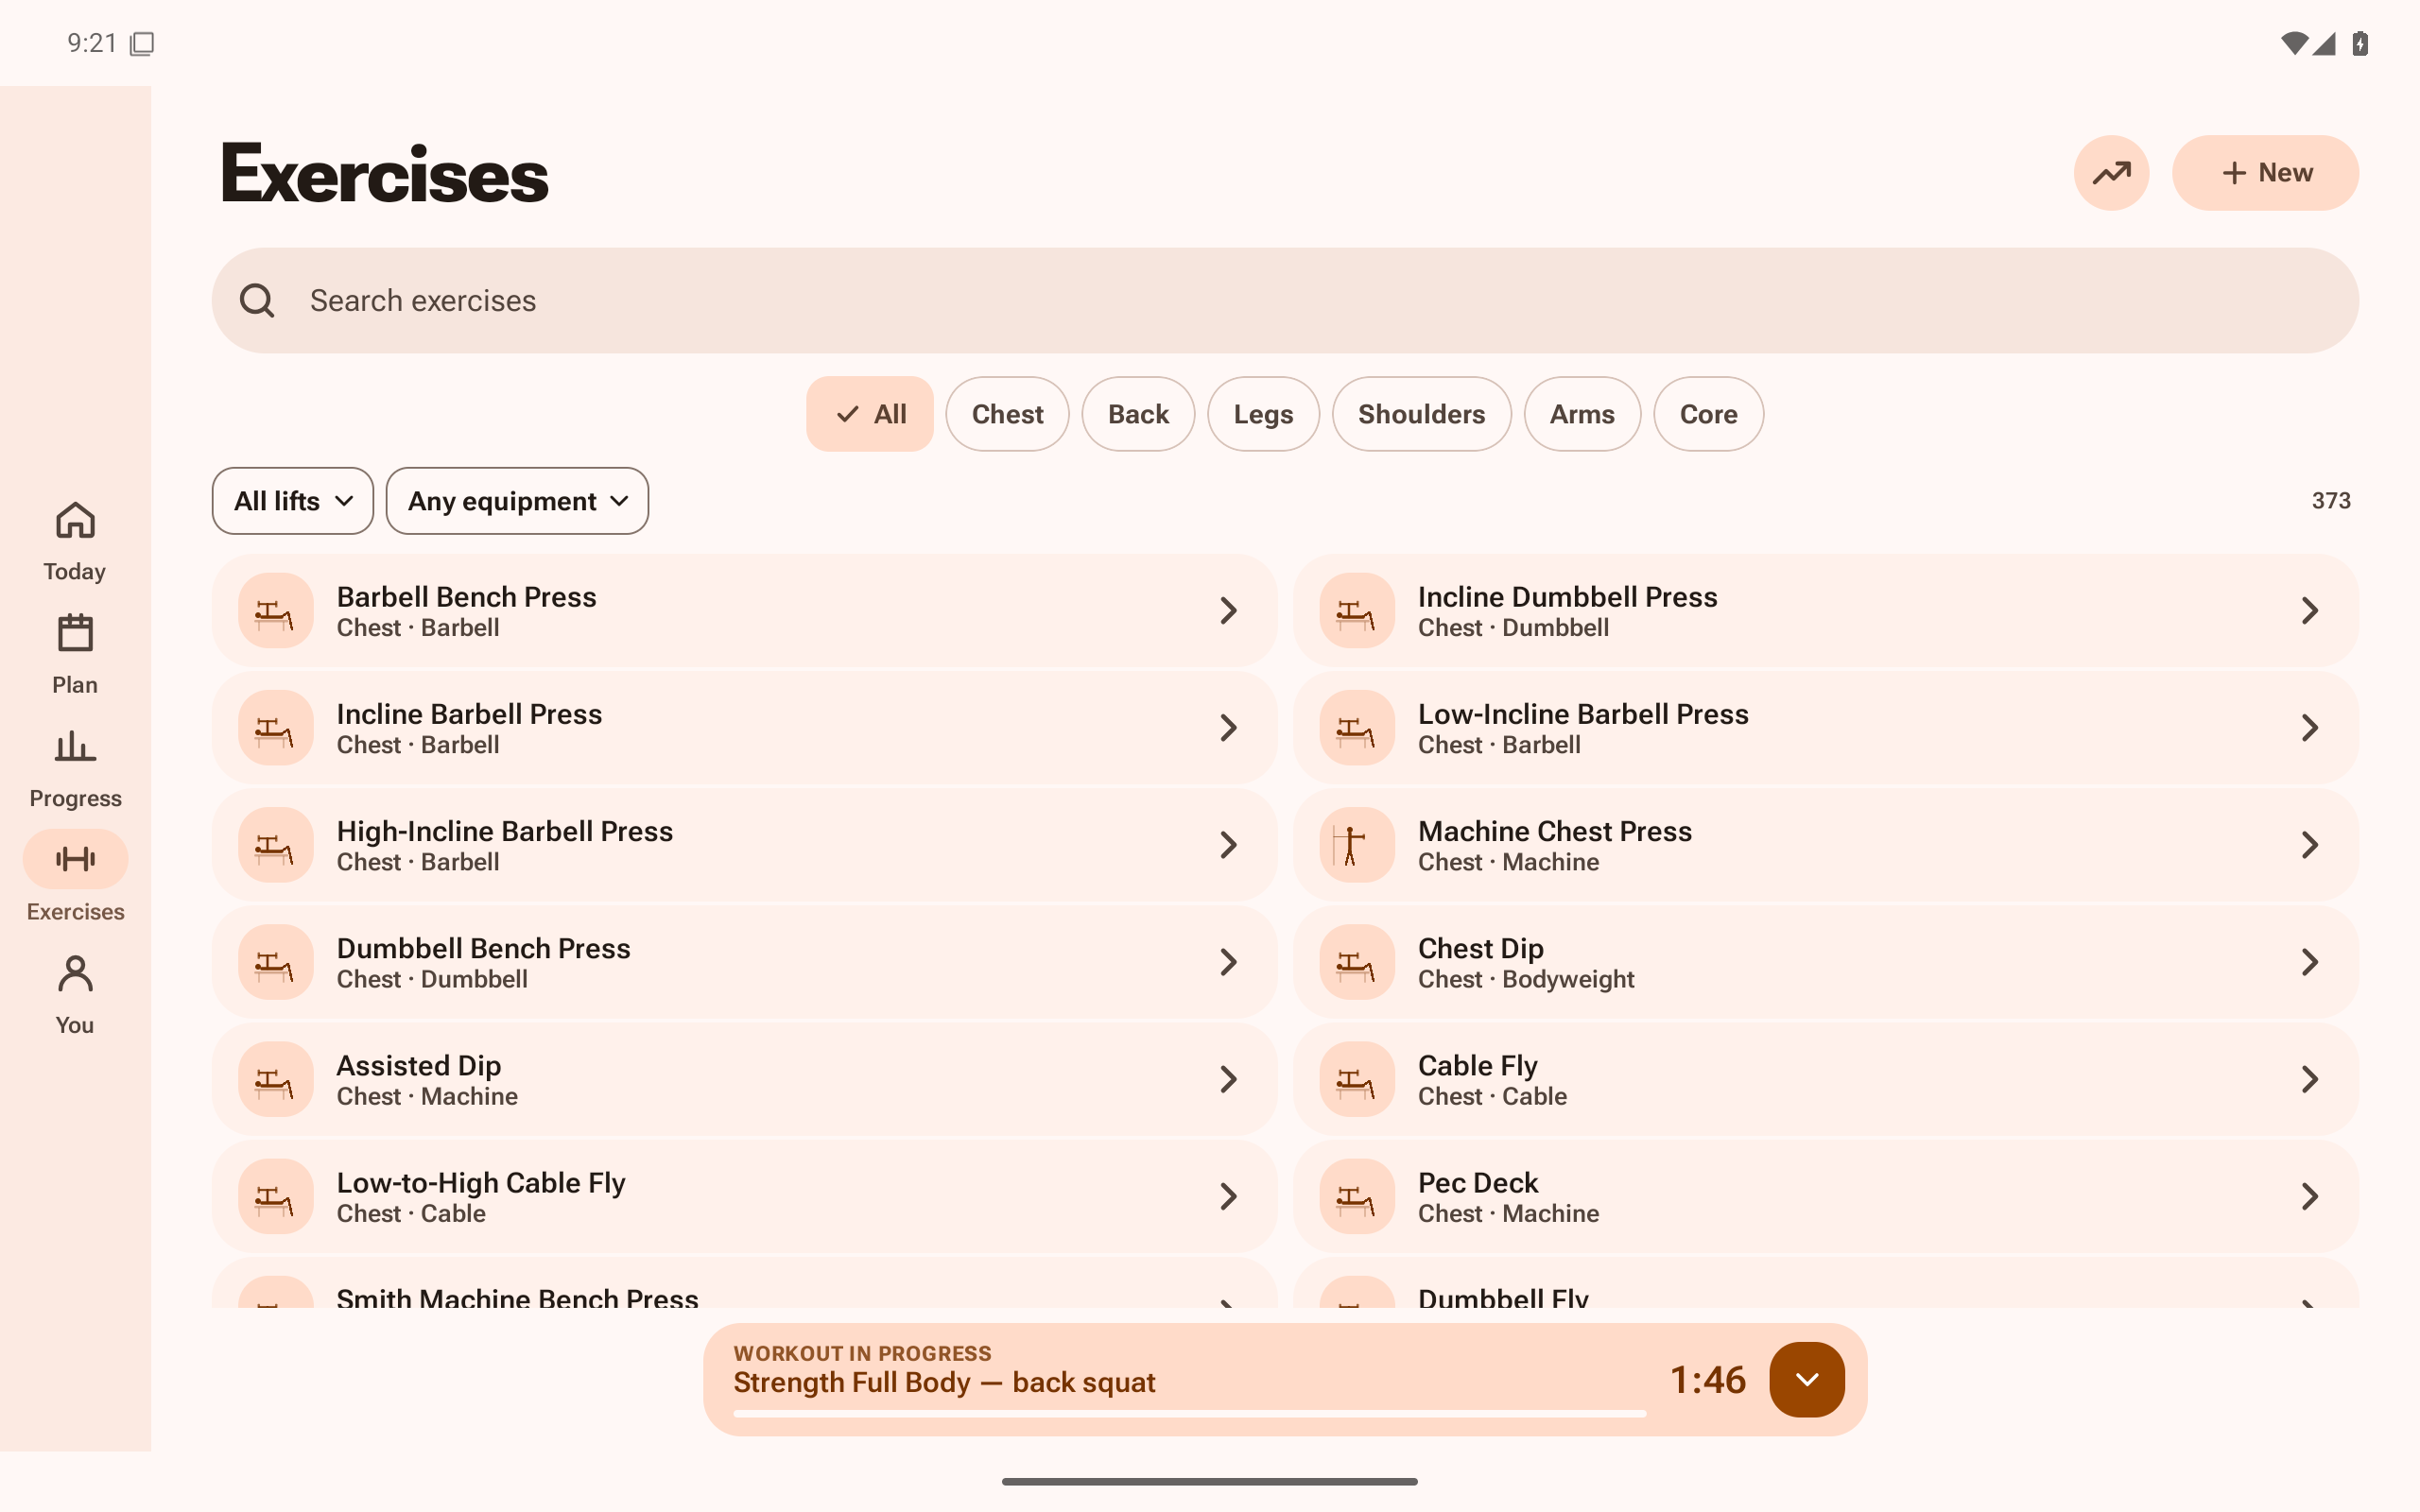 9:21
Exercises
New
Search exercises
All
Chest
Back
Legs
Shoulders
Arms
Core
All lifts
Any equipment
373
Today
Plan
Progress
Exercises
You
Barbell Bench Press
Chest · Barbell
Incline Dumbbell Press
Chest · Dumbbell
Incline Barbell Press
Chest · Barbell
Low-Incline Barbell Press
Chest · Barbell
High-Incline Barbell Press
Chest · Barbell
Machine Chest Press
Chest · Machine
Dumbbell Bench Press
Chest · Dumbbell
Chest Dip
Chest · Bodyweight
Assisted Dip
Chest · Machine
Cable Fly
Chest · Cable
Low-to-High Cable Fly
Chest · Cable
Pec Deck
Chest · Machine
Smith Machine Bench Press
Dumbbell Fly
WORKOUT IN PROGRESS
Strength Full Body — back squat
1:46